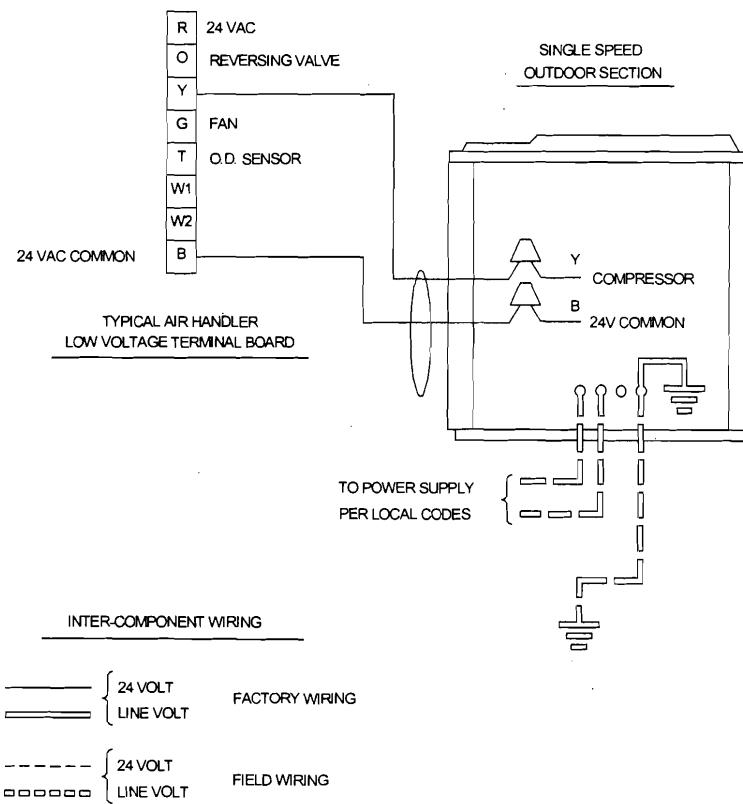 R 24 VAC
O REVERSING VALVE
Y
G FAN
T O.D. SENSOR
W1
W2
24 VAC COMMON B
TYPICAL AIR HANDLER
LOW VOLTAGE TERMINAL BOARD
SINGLE SPEED
OUTDOOR SECTION
Y
COMPRESSOR
B
24V COMMON
TO POWER SUPPLY
PER LOCAL CODES
INTER-COMPONENT WIRING
24 VOLT
LINE VOLT
FACTORY WIRING
24 VOLT
LINE VOLT
FIELD WIRING